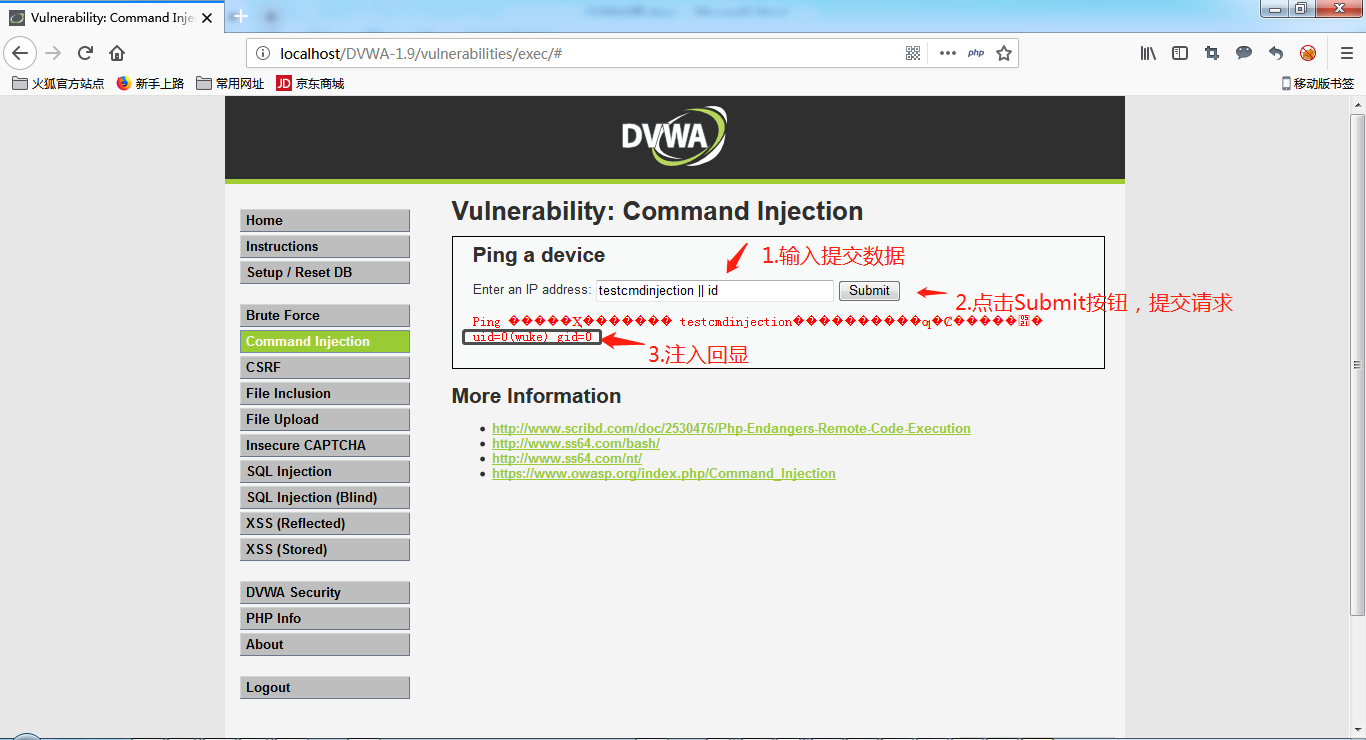 Vulnerability: Command Inje
localhost/DVWA-1.9/vulnerabilities/exec/#
php
火狐官方站点
新手上路
常用网址
JD 京东商城
移动版书签
DVWA
Home
Instructions
Setup / Reset DB
Brute Force
Command Injection
CSRF
File Inclusion
File Upload
Insecure CAPTCHA
SQL Injection
SQL Injection (Blind)
XSS (Reflected)
XSS (Stored)
DVWA Security
PHP Info
About
Logout
Vulnerability: Command Injection
Ping a device
1.输入提交数据
Enter an IP address: testcmdinjection || id Submit
2.点击Submit按钮，提交请求
Ping �����Ҳ������� testcmdinjection����������
uid=0(wuke) gid=0
3.注入回显
More Information
http://www.scribd.com/doc/2530476/Php-Endangers-Remote-Code-Execution
http://www.ss64.com/bash/
http://www.ss64.com/nt/
https://www.owasp.org/index.php/Command_Injection